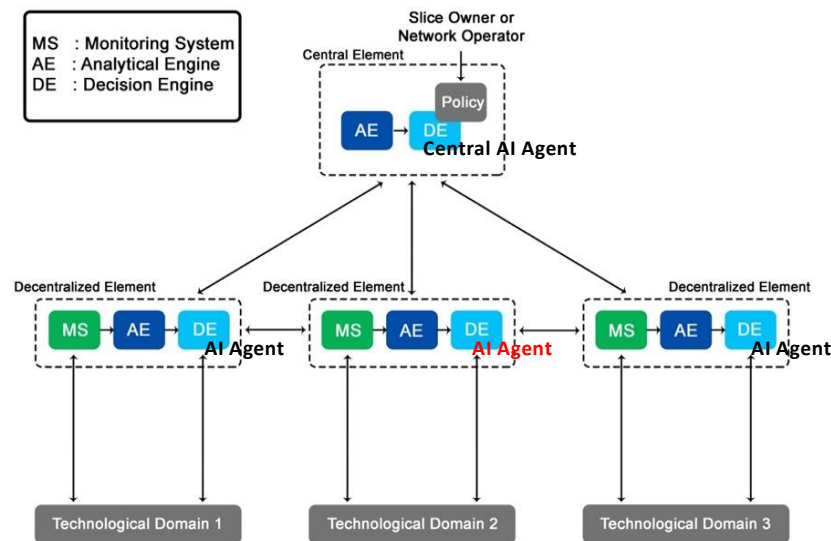 Slice Owner or
Network Operator
MS : Monitoring System
AE : Analytical Engine
DE : Decision Engine
Central Element
Policy
AE
DE
Central AI Agent
Decentralized Element
Decentralized Element
Decentralized Element
MS
AE
DE
AI Agent
MS
AE
DE
AI Agent
MS
AE
DE
AI Agent
Technological Domain 1
Technological Domain 2
Technological Domain 3